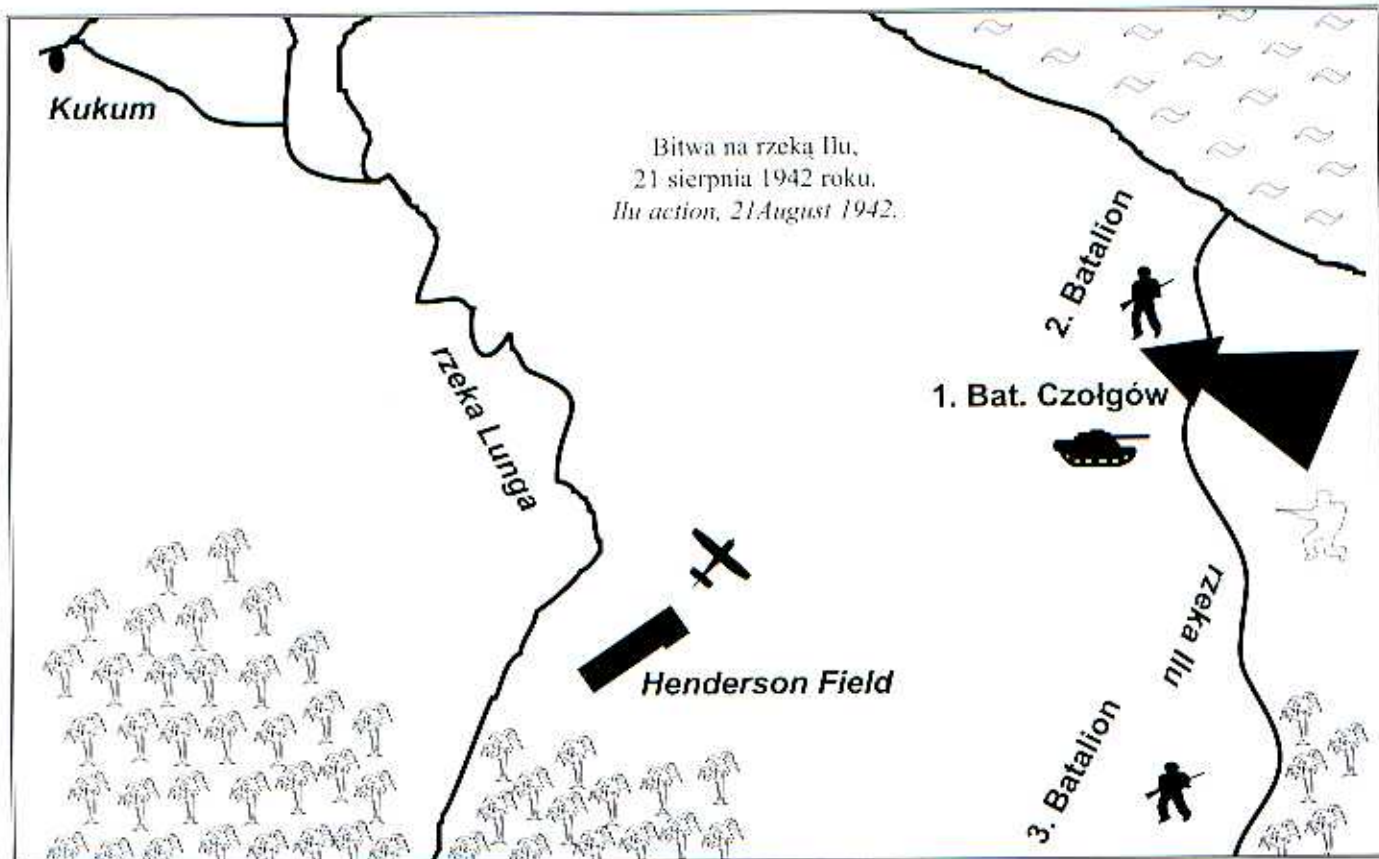 Kukum
Bitwa na rzeką Ilu,
21 sierpnia 1942 roku.
Ilu action, 21August 1942.
2. Batalion
1. Bat. Czołgów
rzeka Lunga
Henderson Field
rzeka Ilu
3. Batalion